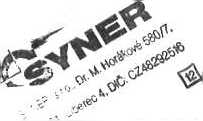 SYNER
Dr. M. Horákové 580/7,
Liberec 4, DIČ: CZ48292516
12